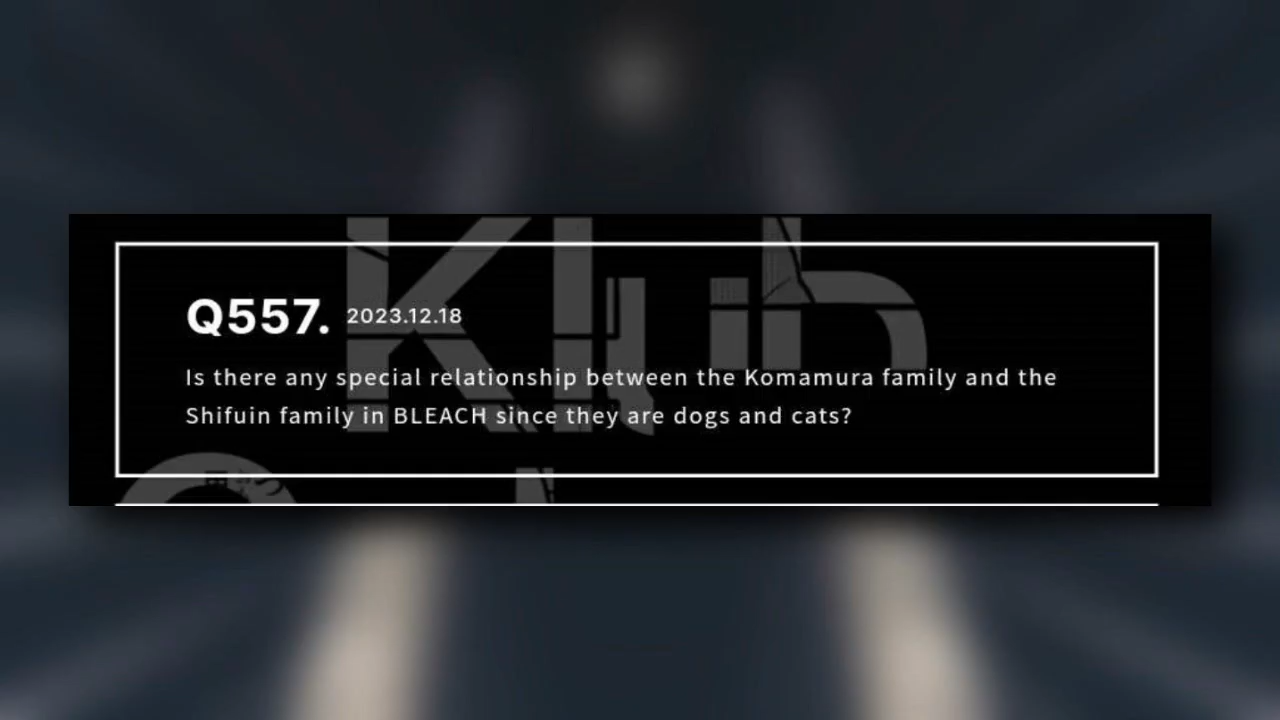 Klub
Q557. 2023.12.18
Is there any special relationship between the Komamura family and the
Shifuin family in BLEACH since they are dogs and cats?